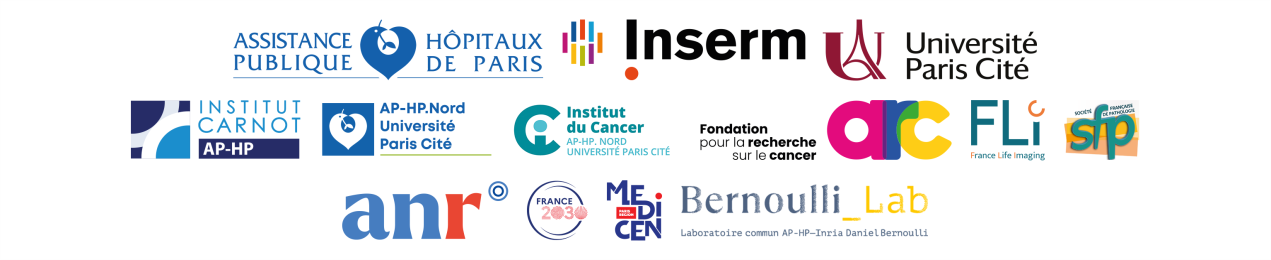 ASSISTANCE
PUBLIQUE
HÔPITAUX
DE PARIS
Inserm
Université
Paris Cité
INSTITUT
CARNOT
AP-HP
AP-HP.Nord
Université
Paris Cité
Institut
du Cancer
AP-HP. NORD
UNIVERSITÉ PARIS CITÉ
Fondation
pour la recherche
sur le cancer
arc
FLi
France Life Imaging
SOCIÉTÉ FRANÇAISE
DE PATHOLOGIE
sfp
anr
FRANCE
2030
MEDICEN
PARIS REGION
Bernoulli_Lab
Laboratoire commun AP-HP–Inria Daniel Bernoulli